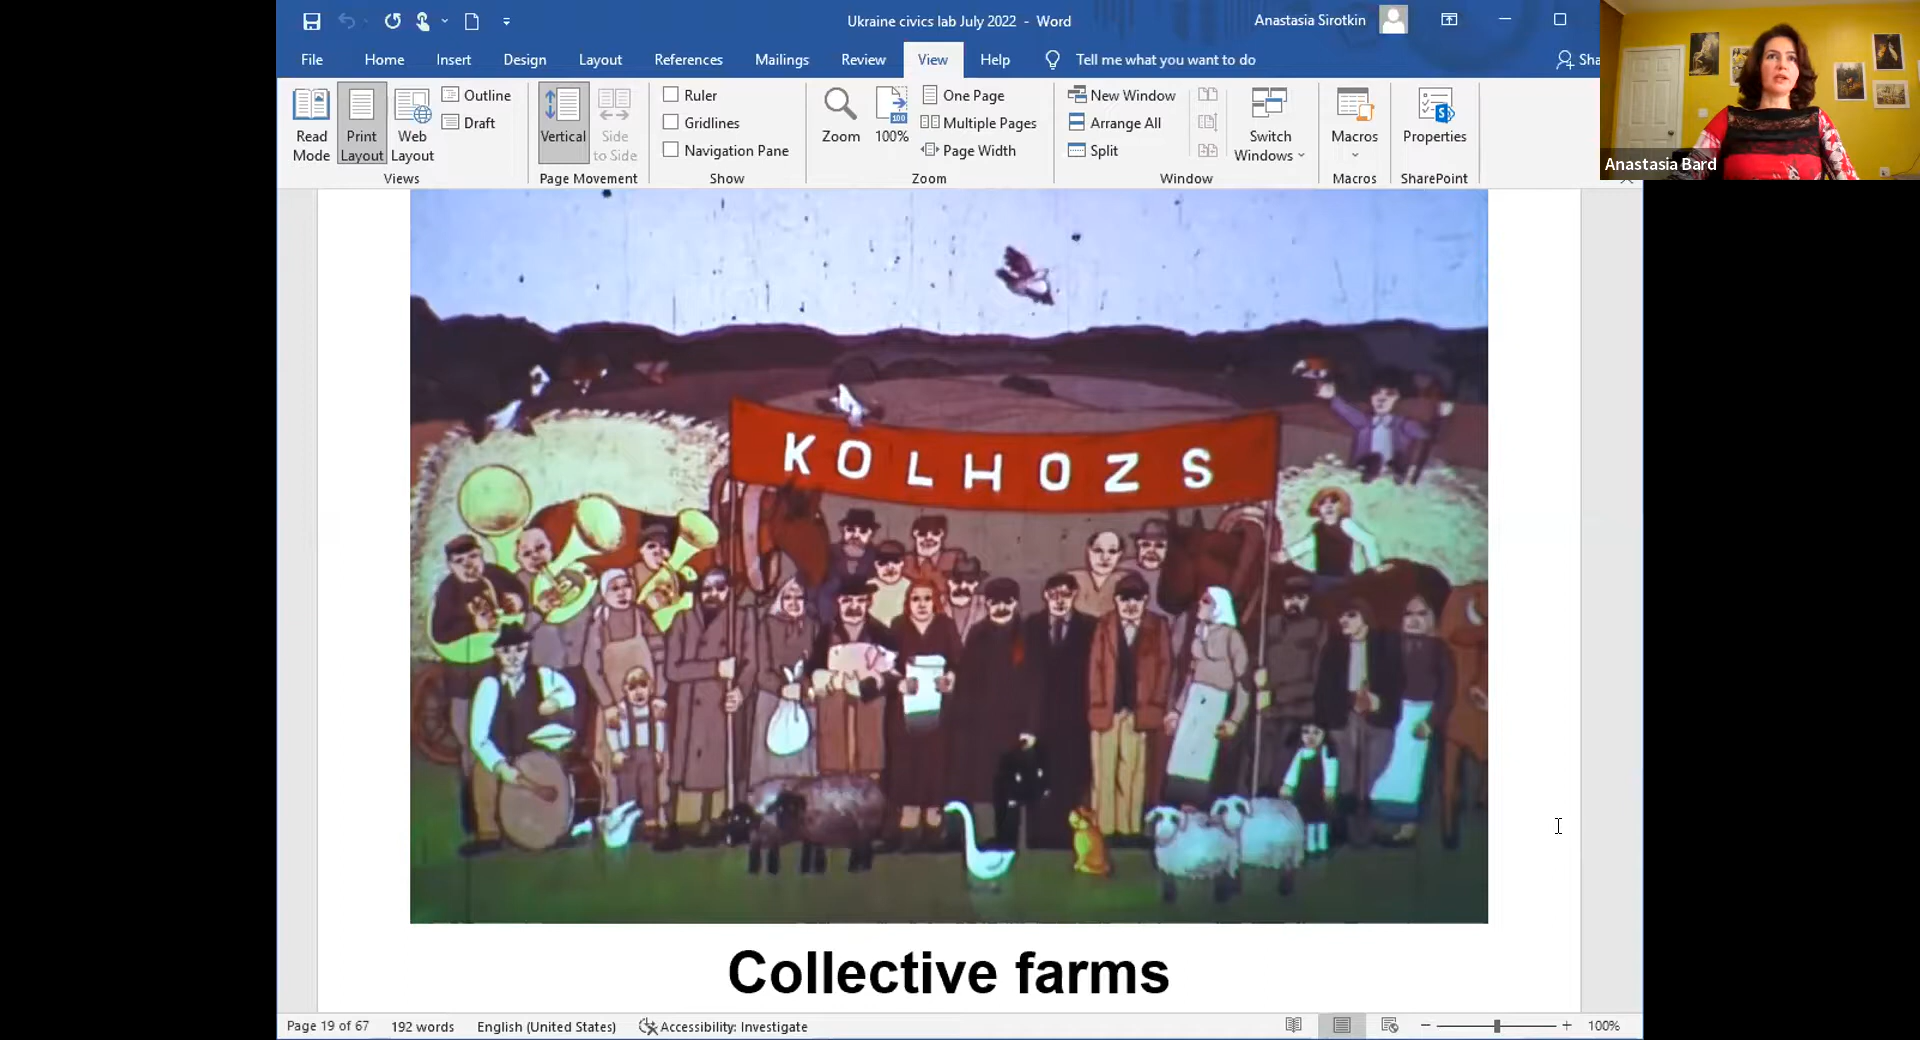 Ukraine civics lab July 2022 - Word
Anastasia Sirotkin
File Home Insert Design Layout References Mailings Review View Help Tell me what you want to do Sha
Anastasia Bard
Read Mode
Print Layout
Web Layout
Outline
Draft
Views
Vertical
Side to Side
Page Movement
Ruler
Gridlines
Navigation Pane
Show
Zoom
100
100%
One Page
Multiple Pages
Page Width
Zoom
New Window
Arrange All
Split
Switch Windows
Window
Macros
Macros
Properties
SharePoint
KOLHOZS
Collective farms
Page 19 of 67 192 words English (United States) Accessibility: Investigate 100%